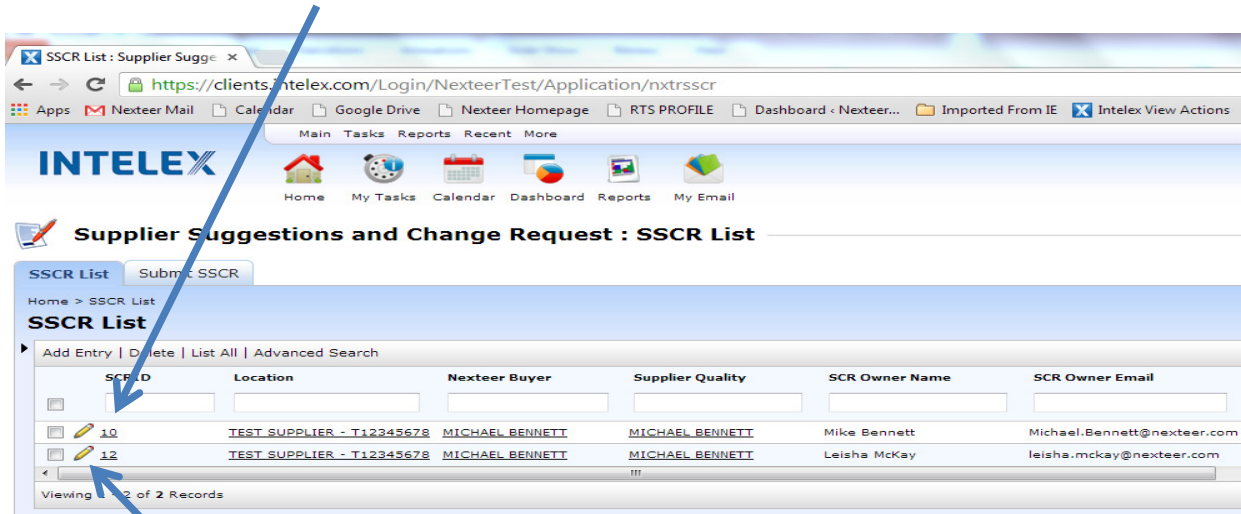 SSCR List : Supplier Sugge ×
https://clients.intelex.com/Login/NexteerTest/Application/nxtrsscr
Apps Nexteer Mail Calendar Google Drive Nexteer Homepage RTS PROFILE Dashboard ‹ Nexteer... Imported From IE Intelex View Actions
Main Tasks Reports Recent More
INTELEX
Home My Tasks Calendar Dashboard Reports My Email
Supplier Suggestions and Change Request : SSCR List
SSCR List Submit SSCR
Home > SSCR List
SSCR List
Add Entry | Delete | List All | Advanced Search
SCR ID Location Nexteer Buyer Supplier Quality SCR Owner Name SCR Owner Email
10 TEST SUPPLIER - T12345678 MICHAEL BENNETT MICHAEL BENNETT Mike Bennett Michael.Bennett@nexteer.com
12 TEST SUPPLIER - T12345678 MICHAEL BENNETT MICHAEL BENNETT Leisha McKay leisha.mckay@nexteer.com
Viewing 1 - 2 of 2 Records